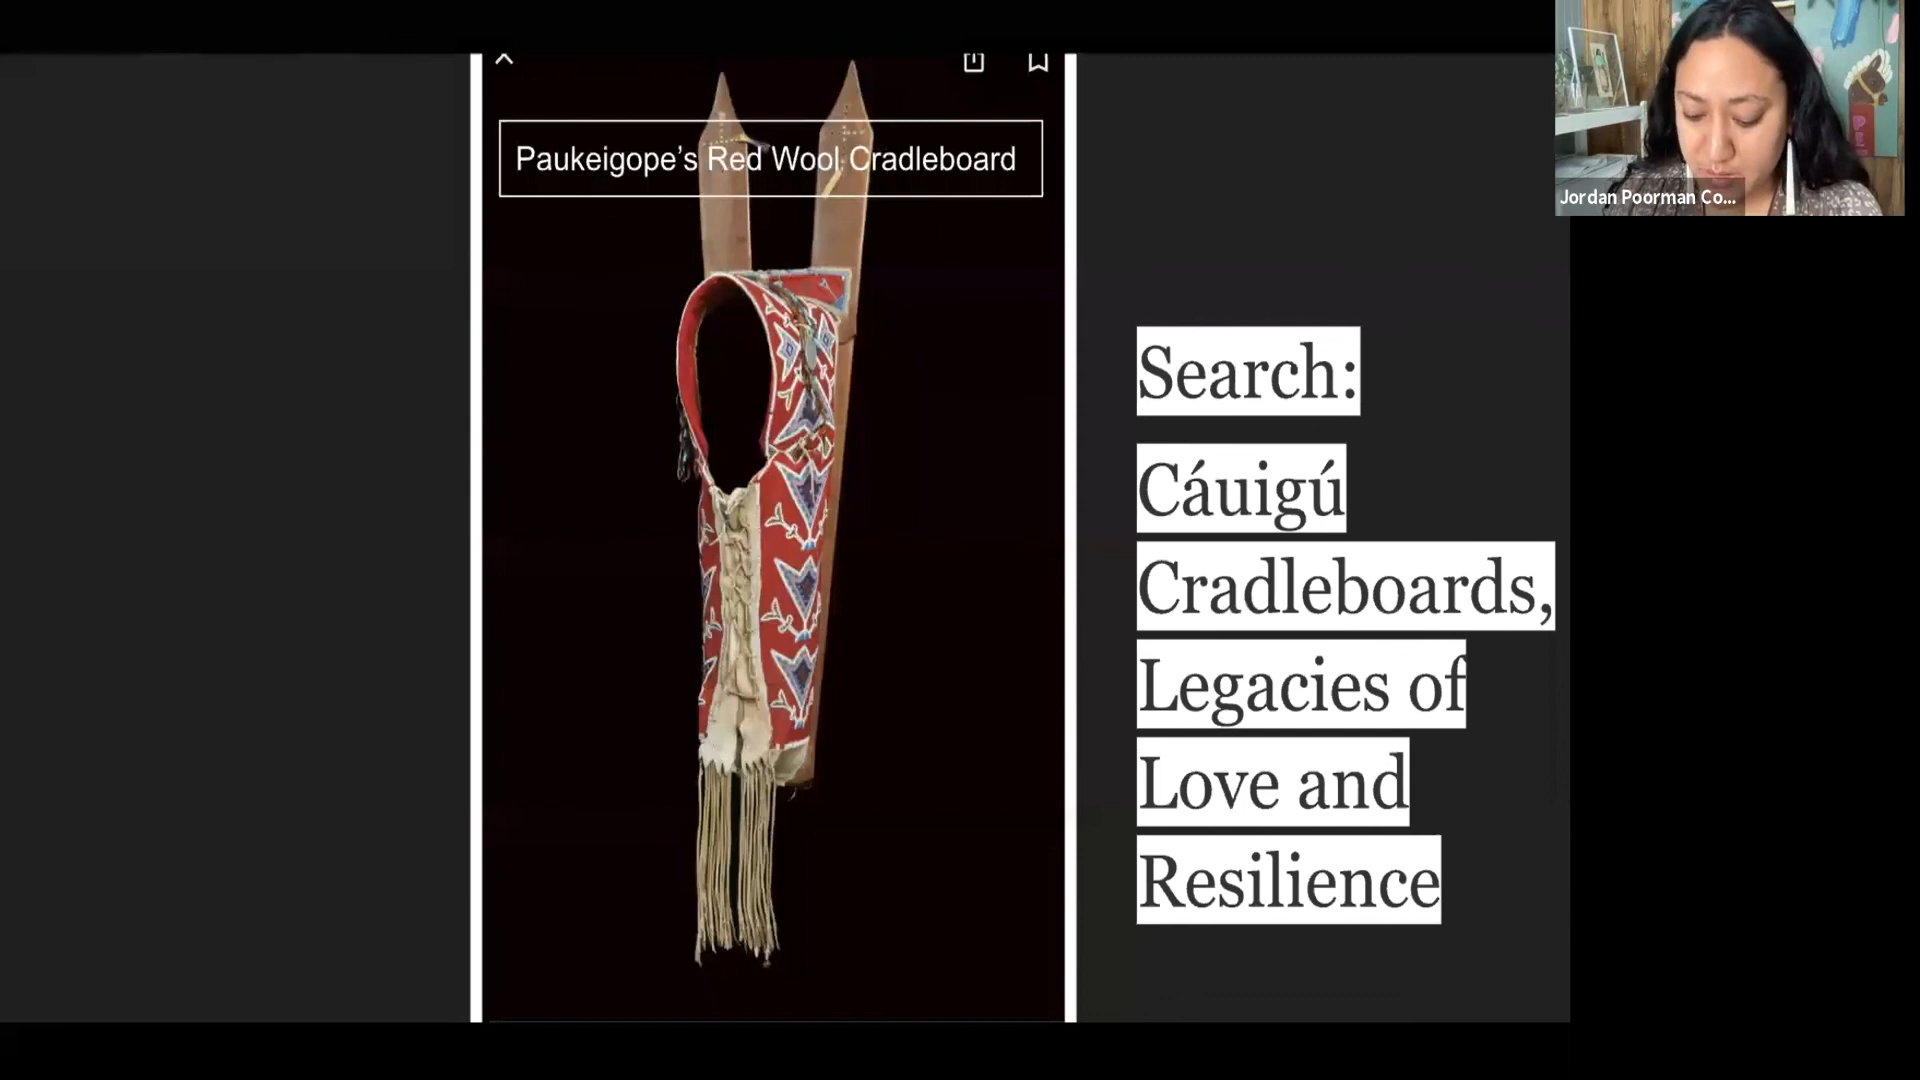 Paukeigope’s Red Wool Cradleboard
Jordan Poorman Co...
Search:
Cáuigú
Cradleboards,
Legacies of
Love and
Resilience